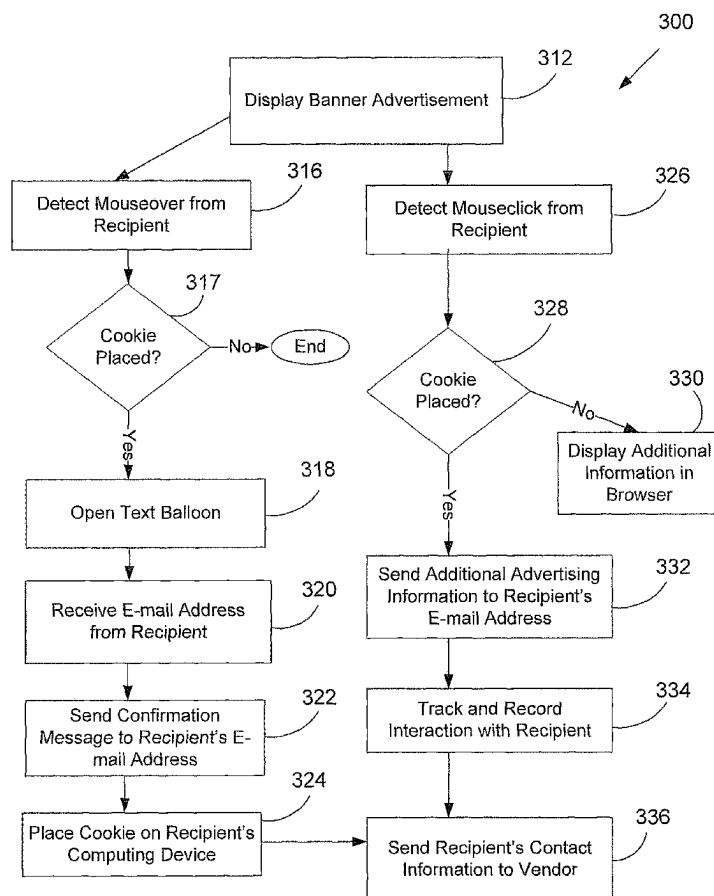 300
312
Display Banner Advertisement
316
Detect Mouseover from
Recipient
326
Detect Mouseclick from
Recipient
317
Cookie
Placed?
No
End
328
Cookie
Placed?
No
330
Display Additional
Information in
Browser
Yes
318
Open Text Balloon
Yes
320
Receive E-mail Address
from Recipient
332
Send Additional Advertising
Information to Recipient's
E-mail Address
322
Send Confirmation
Message to Recipient's E-
mail Address
334
Track and Record
Interaction with Recipient
324
Place Cookie on Recipient's
Computing Device
336
Send Recipient's Contact
Information to Vendor